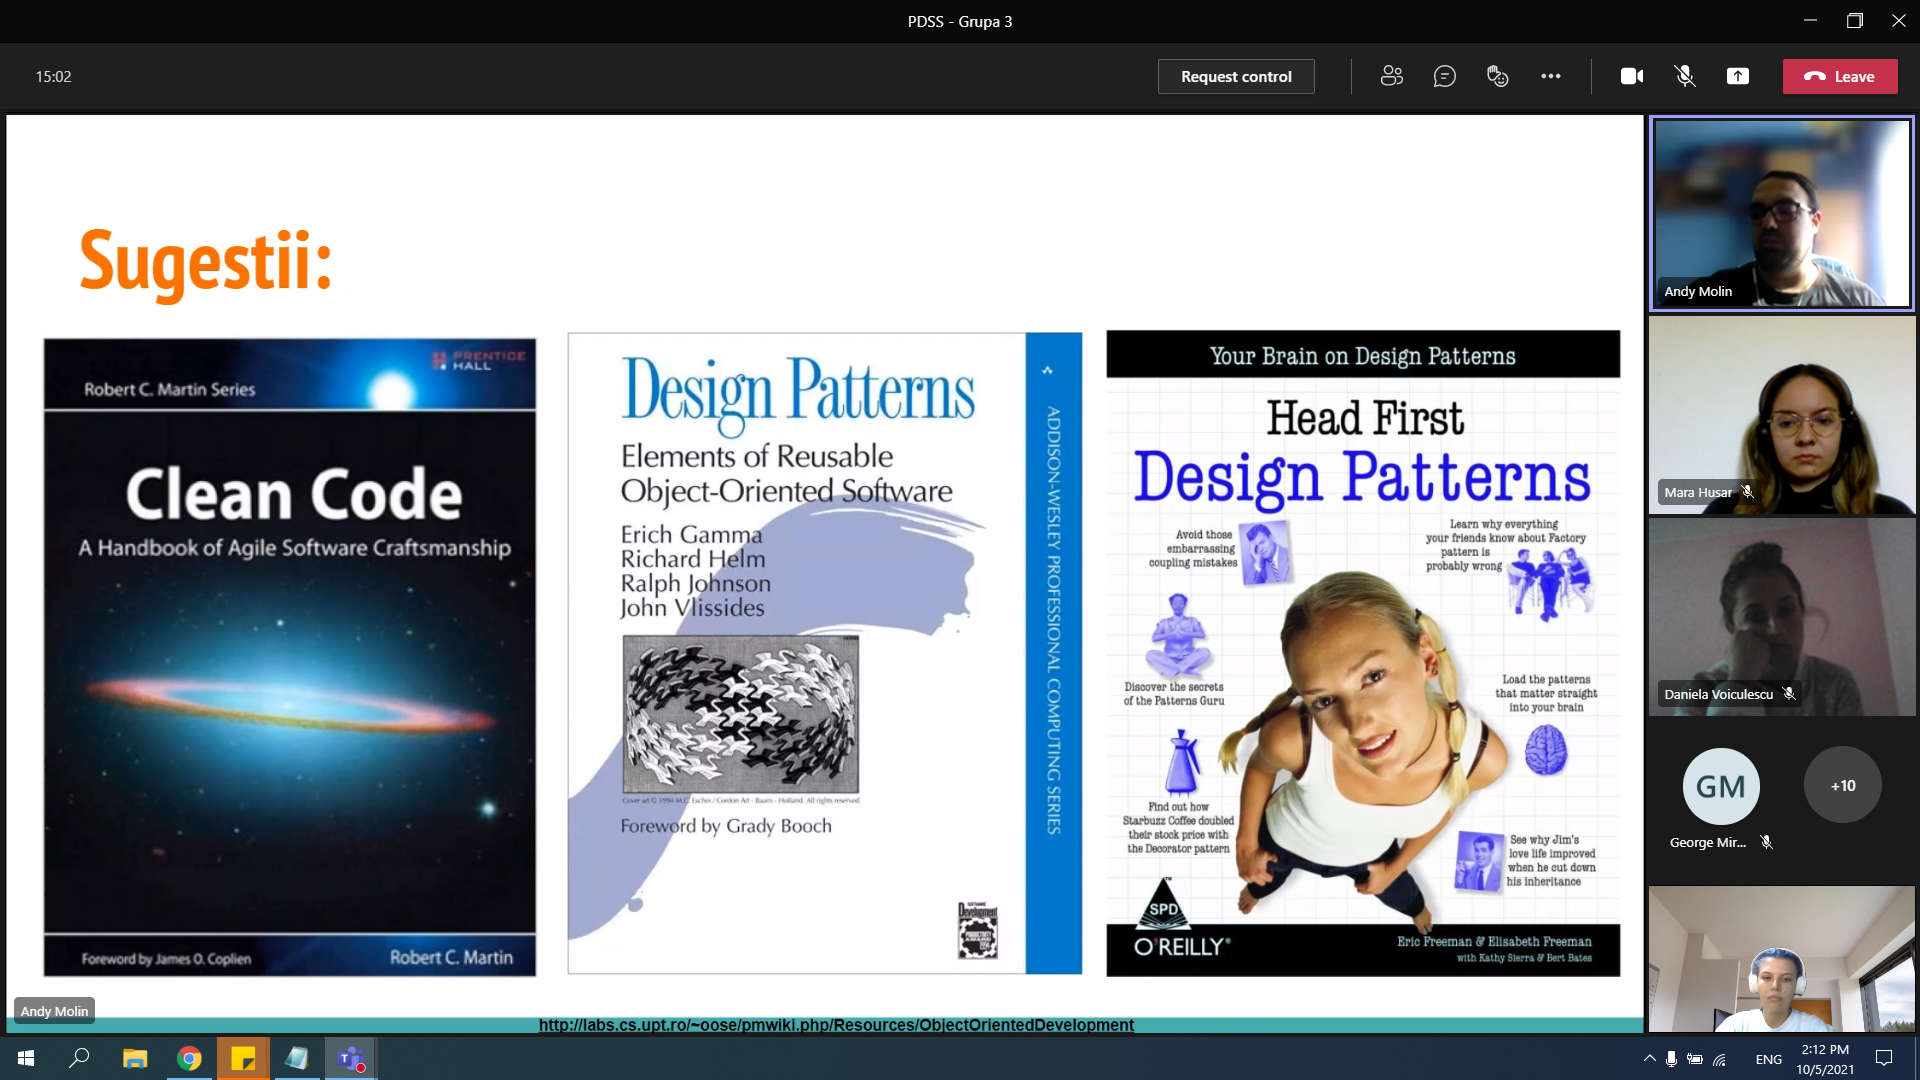 PDSS - Grupa 3
15:02
Request control
Leave
Sugestii:
PRENTICE
HALL
Robert C. Martin Series
Clean Code
A Handbook of Agile Software Craftsmanship
Foreword by James O. Coplien
Robert C. Martin
Design Patterns
Elements of Reusable
Object-Oriented Software
Erich Gamma
Richard Helm
Ralph Johnson
John Vlissides
Cover art © 1994 M.C. Escher / Cordon Art - Baarn - Holland. All rights reserved.
Foreword by Grady Booch
ADDISON-WESLEY PROFESSIONAL COMPUTING SERIES
Your Brain on Design Patterns
Head First
Design Patterns
Avoid those
embarrassing
coupling mistakes
Learn why everything
your friends know about Factory
pattern is
probably wrong
Discover the secrets
of the Patterns Guru
Load the patterns
that matter straight
into your brain
Find out how
Starbuzz Coffee doubled
their stock price with
the Decorator pattern
See why Jim's
love life improved
when he cut down
his inheritance
SPD
O'REILLY®
Eric Freeman & Elisabeth Freeman
with Kathy Sierra & Bert Bates
Andy Molin
http://labs.cs.upt.ro/~oose/pmwiki.php/Resources/ObjectOrientedDevelopment
Andy Molin
Mara Husar
Daniela Voiculescu
GM
+10
George Mir...
ENG
2:12 PM
10/5/2021